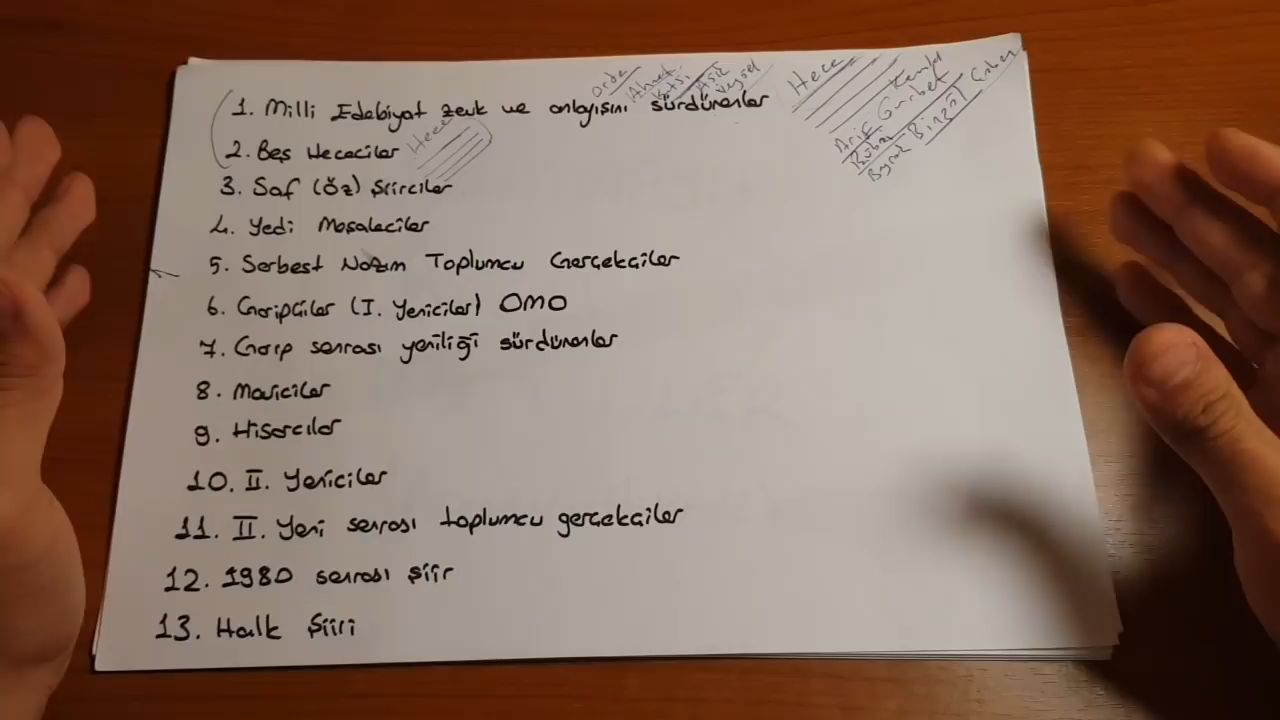 1. Milli Edebiyat zevk ve anlayışını sürdürenler
Orda
Ahmet
Kutsi
Aşık
Veysel
Hece
Kemal
Arif Gurbet
Bayrak Bingöl
2. Beş Hececiler
Hece
3. Saf (Öz) Şiirciler
4. Yedi Meşaleciler
5. Serbest Nazım Toplumcu Gerçekçiler
6. Garipçiler (I. Yeniciler) OMO
7. Garip sonrası yeniliği sürdürenler
8. Maviciler
9. Hisarcılar
10. II. Yeniciler
11. II. Yeni sonrası toplumcu gerçekçiler
12. 1980 sonrası şiir
13. Halk Şiiri